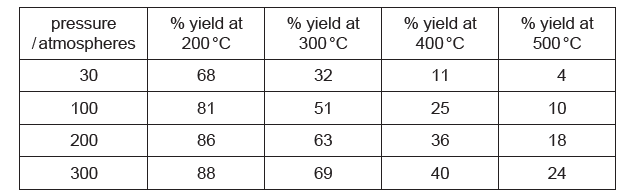 pressure /atmospheres % yield at 200 °C % yield at 300 °C % yield at 400 °C % yield at 500 °C
30 68 32 11 4
100 81 51 25 10
200 86 63 36 18
300 88 69 40 24